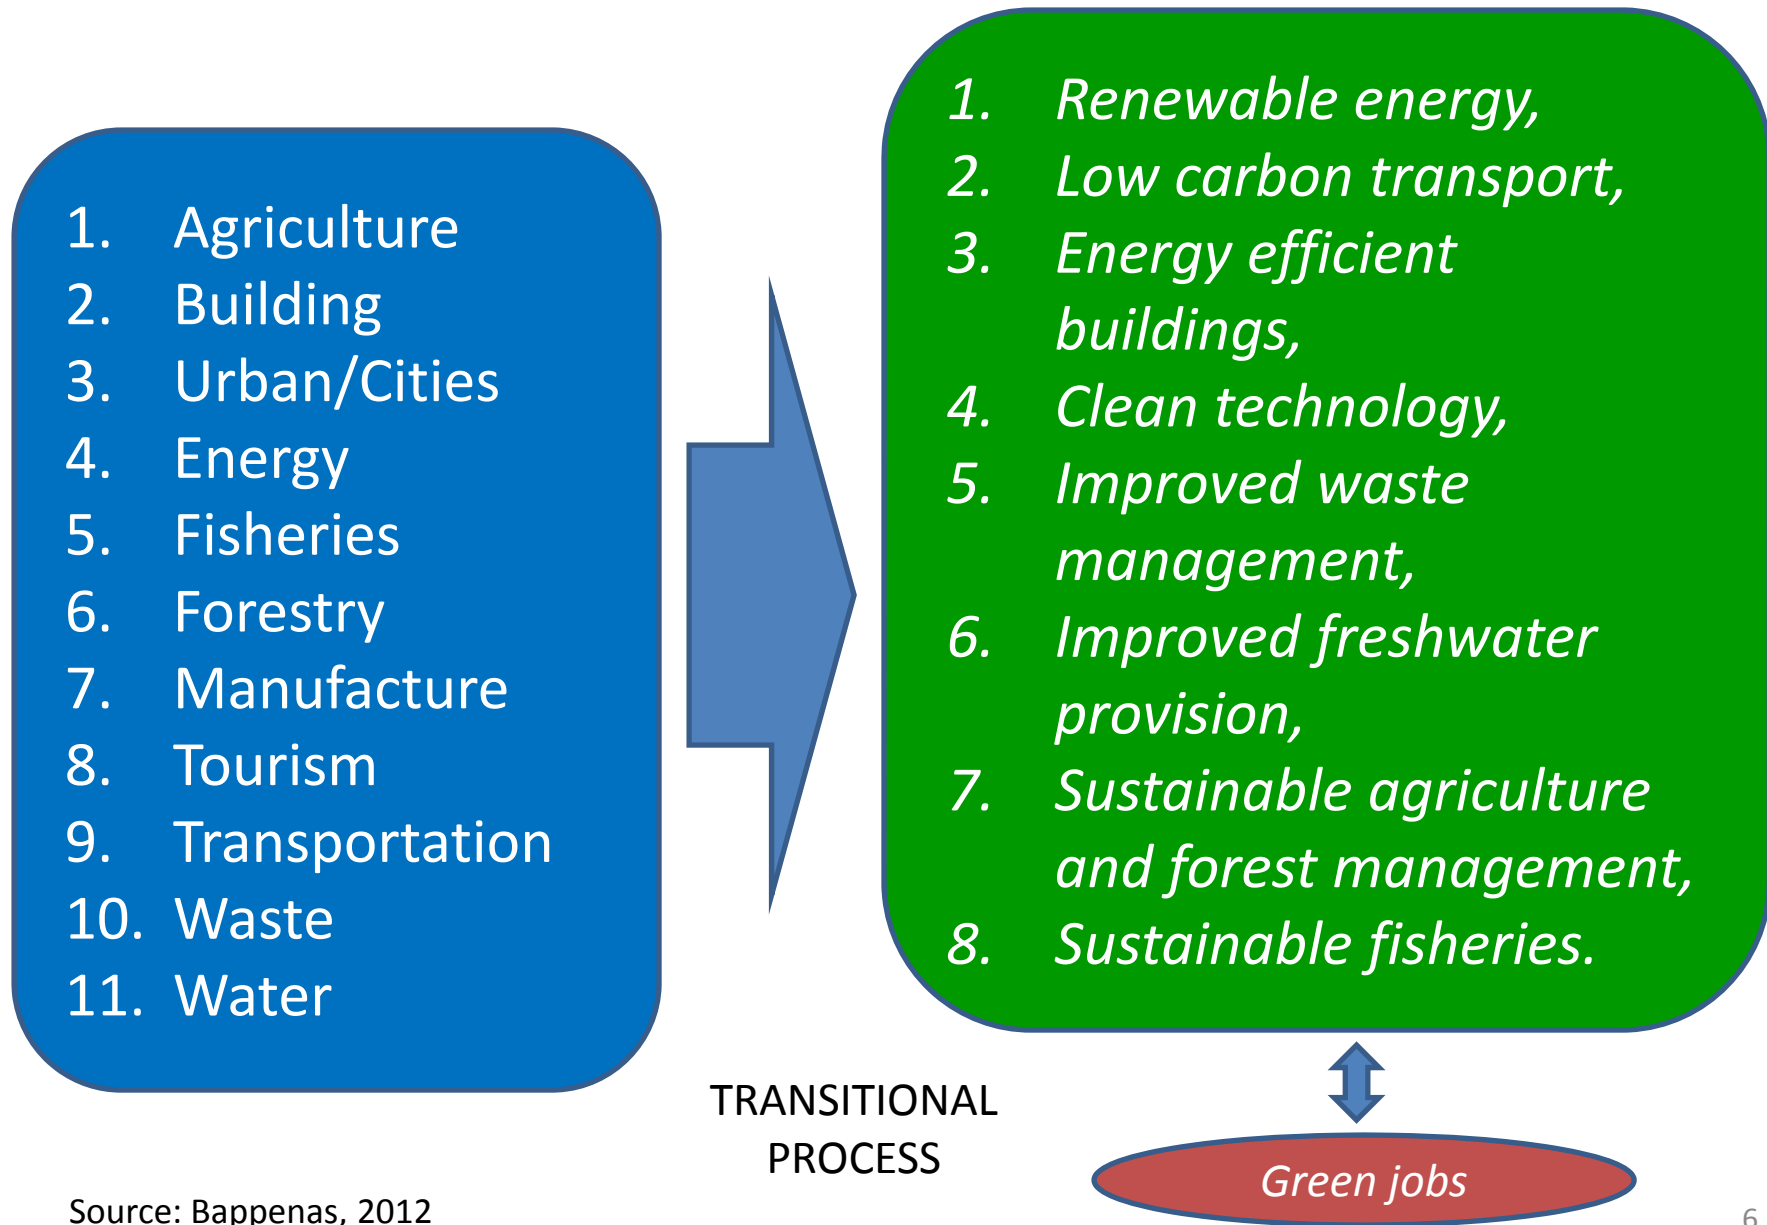 1. Agriculture
2. Building
3. Urban/Cities
4. Energy
5. Fisheries
6. Forestry
7. Manufacture
8. Tourism
9. Transportation
10. Waste
11. Water
1. Renewable energy,
2. Low carbon transport,
3. Energy efficient
buildings,
4. Clean technology,
5. Improved waste
management,
6. Improved freshwater
provision,
7. Sustainable agriculture
and forest management,
8. Sustainable fisheries.
TRANSITIONAL
PROCESS
Green jobs
Source: Bappenas, 2012
6